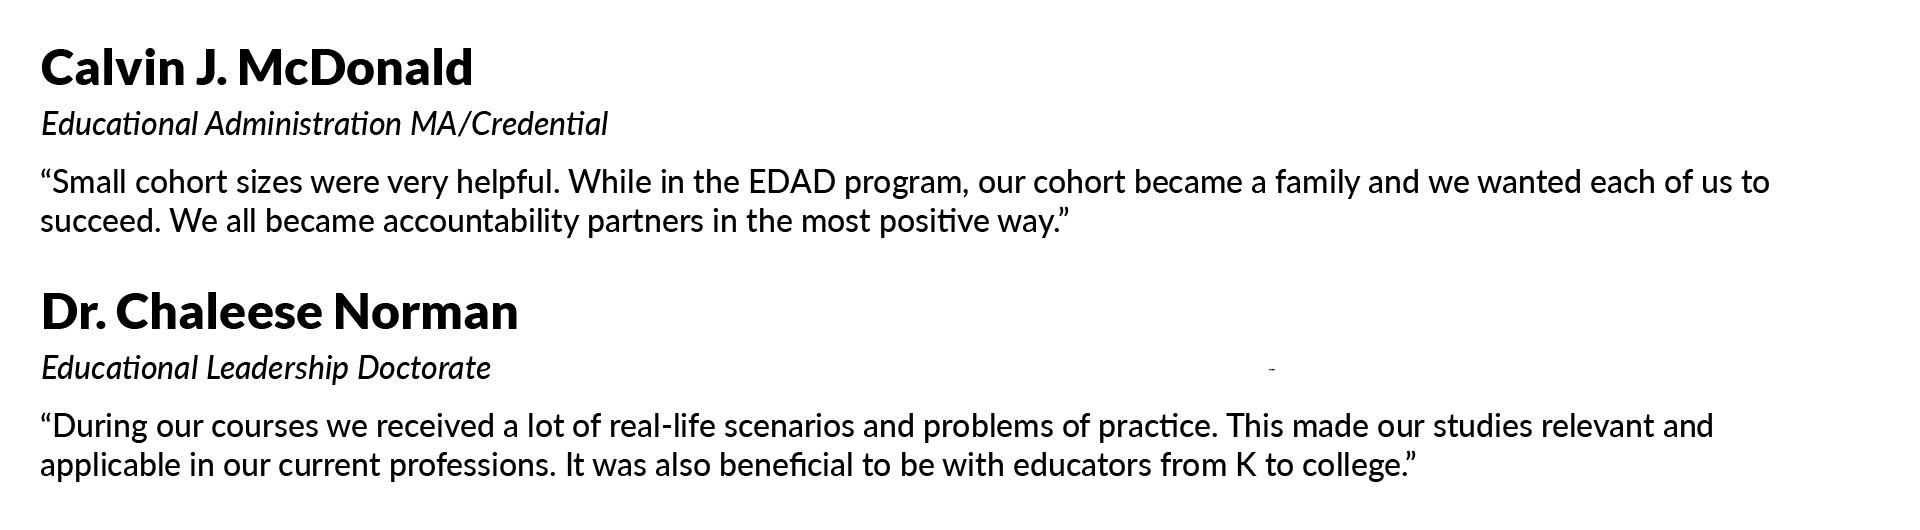 Calvin J. McDonald
Educational Administration MA/Credential
“Small cohort sizes were very helpful. While in the EDAD program, our cohort became a family and we wanted each of us to
succeed. We all became accountability partners in the most positive way.”
Dr. Chaleese Norman
Educational Leadership Doctorate
“During our courses we received a lot of real-life scenarios and problems of practice. This made our studies relevant and
applicable in our current professions. It was also beneficial to be with educators from K to college.”